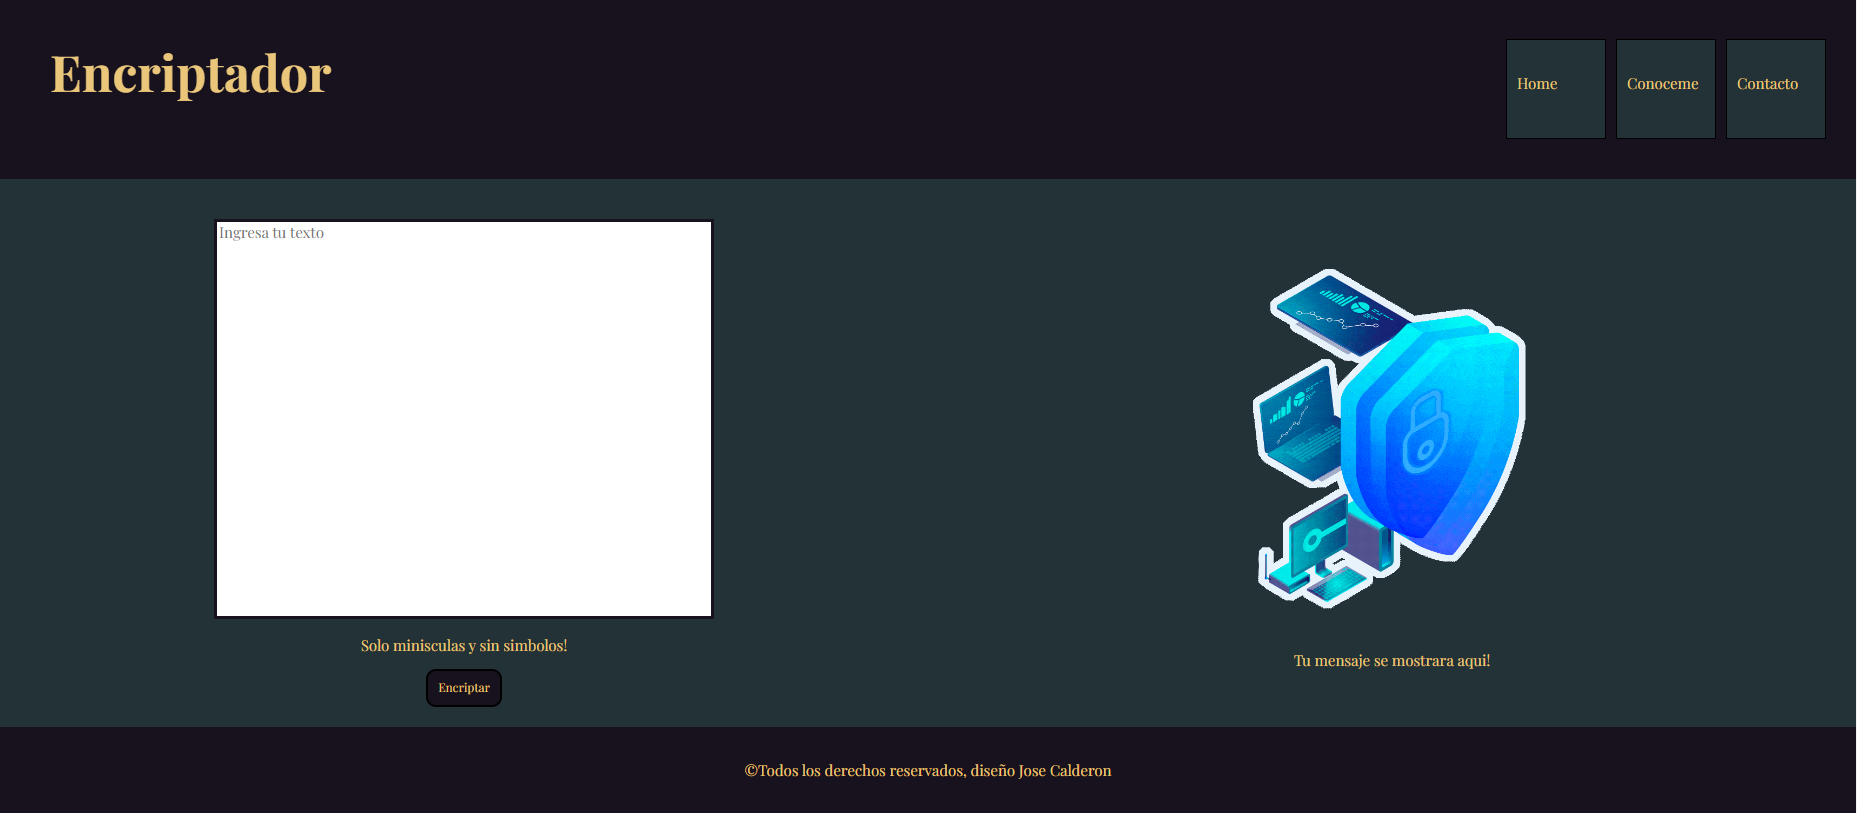 Encriptador
Home
Conoceme
Contacto
Ingresa tu texto
Solo minisculas y sin simbolos!
Encriptar
Tu mensaje se mostrara aqui!
©Todos los derechos reservados, diseño Jose Calderon